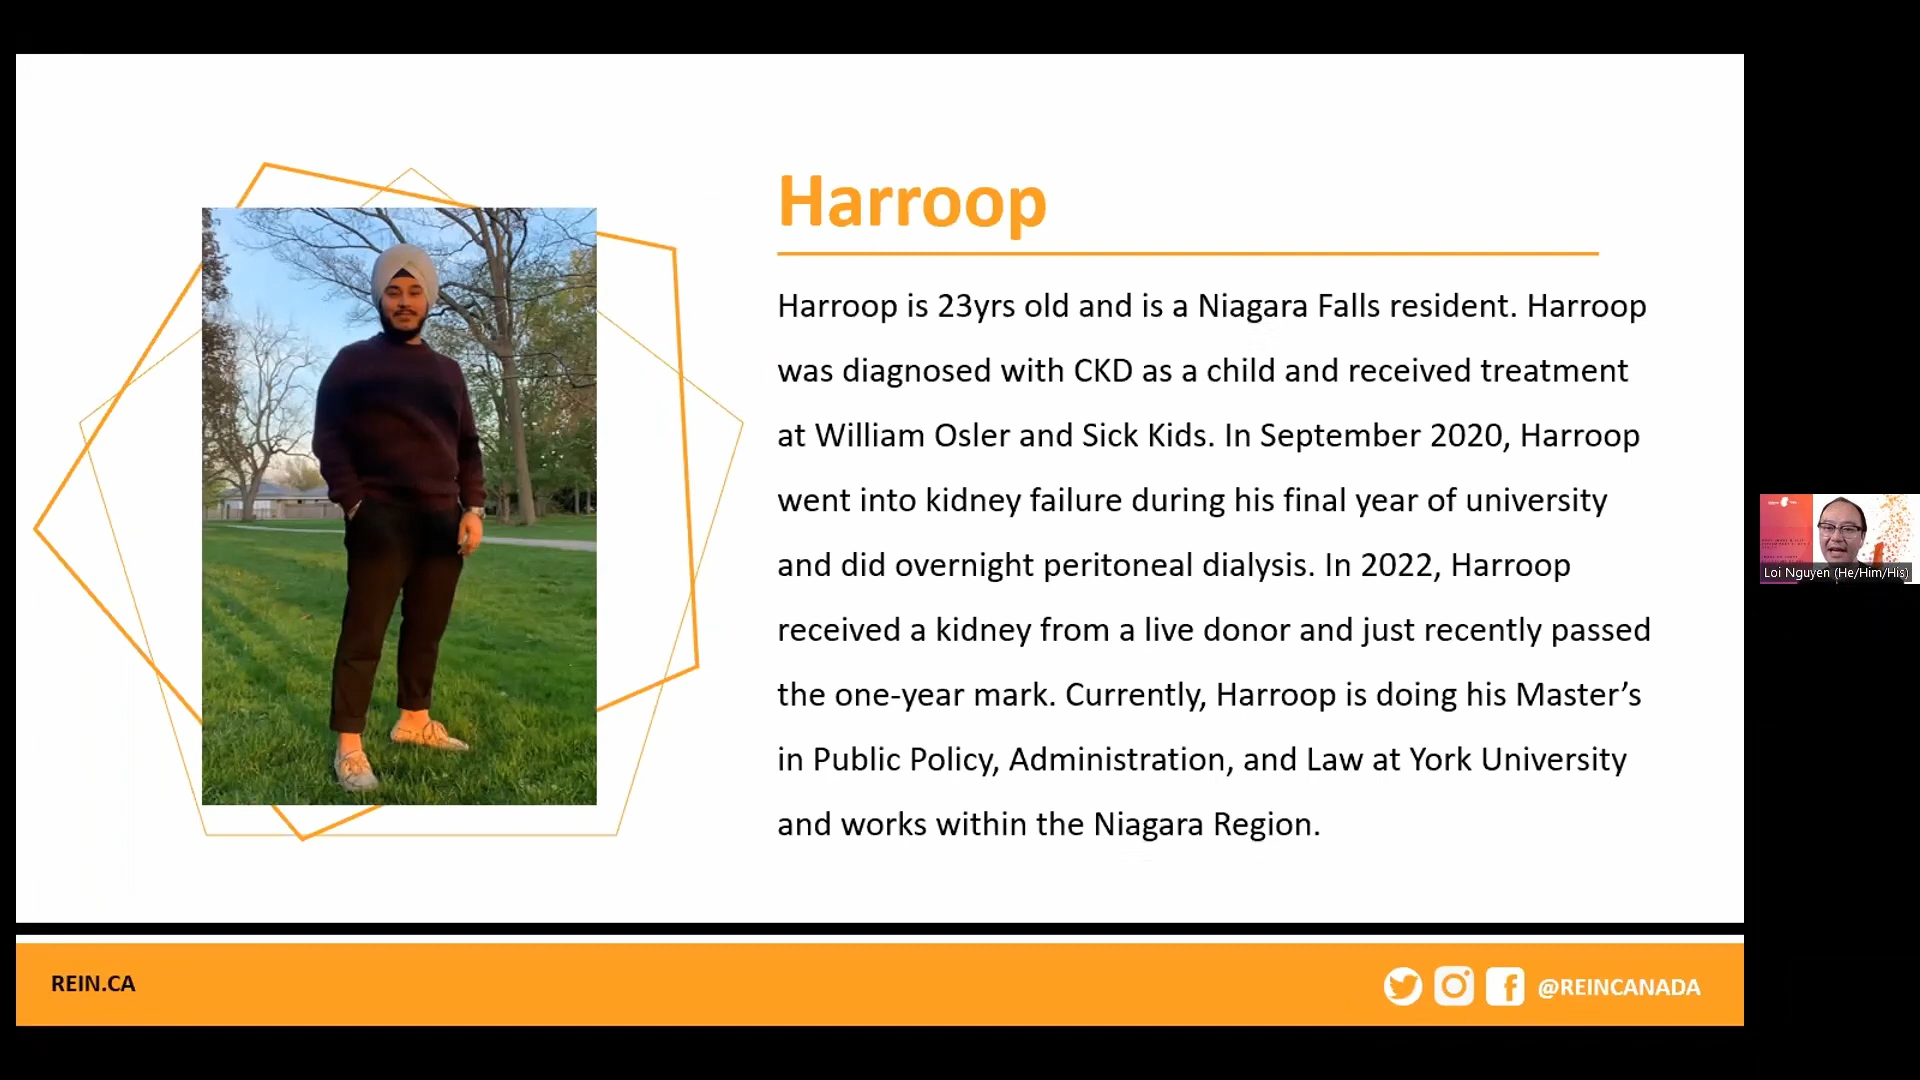 Harroop
Harroop is 23yrs old and is a Niagara Falls resident. Harroop
was diagnosed with CKD as a child and received treatment
at William Osler and Sick Kids. In September 2020, Harroop
went into kidney failure during his final year of university
and did overnight peritoneal dialysis. In 2022, Harroop
received a kidney from a live donor and just recently passed
the one-year mark. Currently, Harroop is doing his Master’s
in Public Policy, Administration, and Law at York University
and works within the Niagara Region.
Loi Nguyen (He/Him/His)
REIN.CA
@REINCANADA